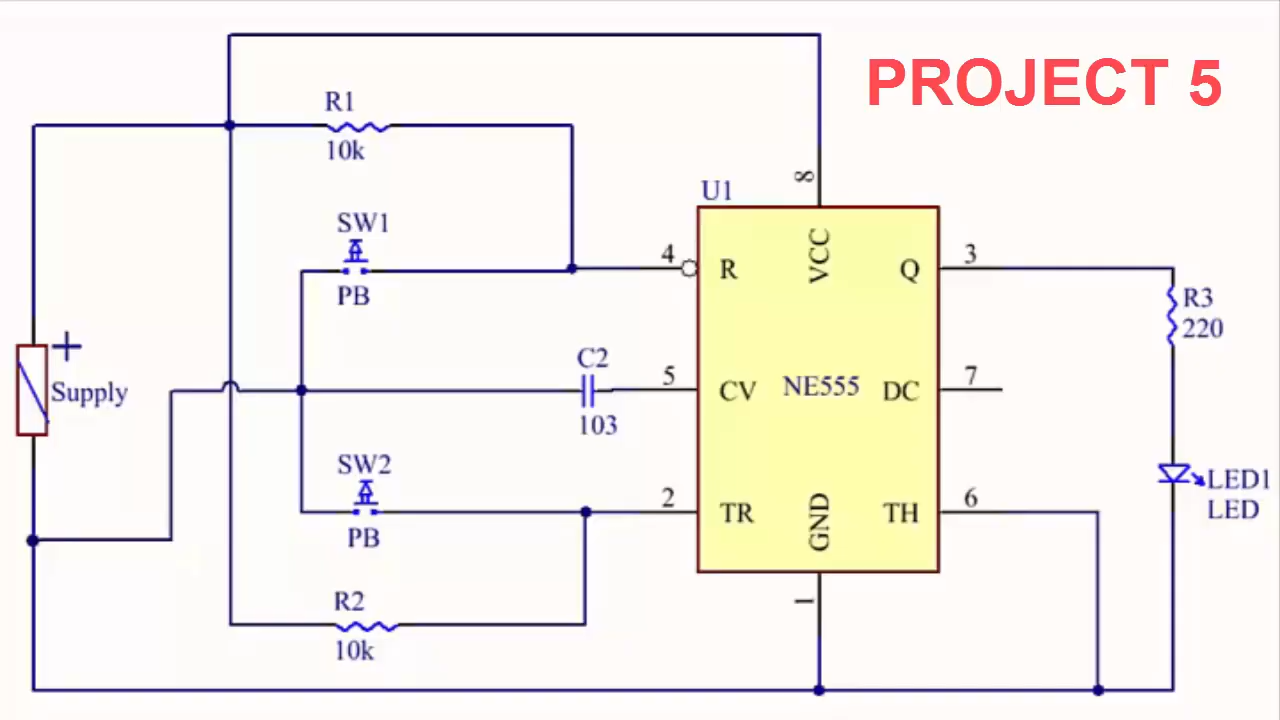 PROJECT 5
R1
10k
U1
8
SW1
PB
4
R
VCC
Q
3
R3
220
Supply
C2
103
5
CV
NE555
DC
7
SW2
PB
2
TR
GND
TH
6
LED1
LED
R2
10k
1